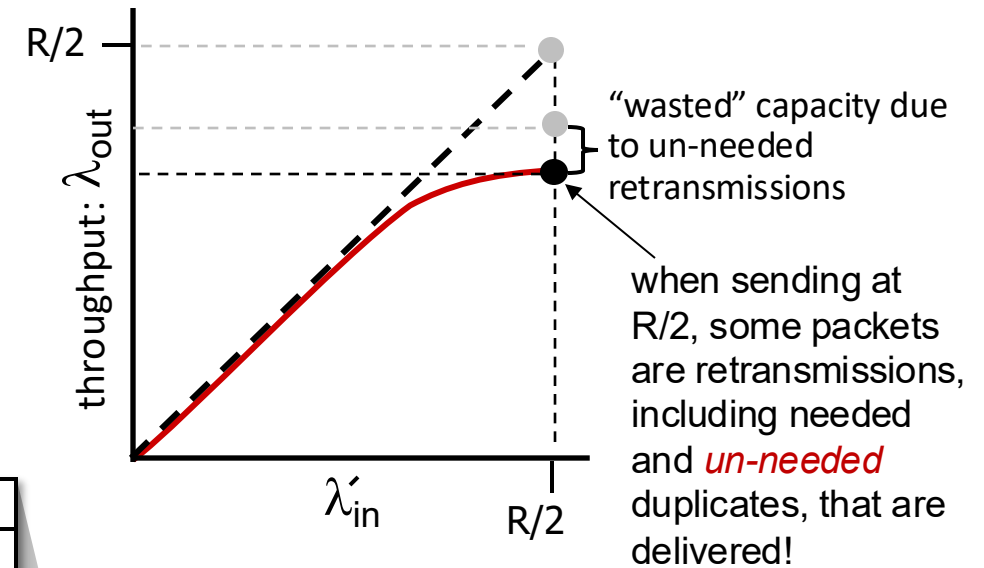 R/2
throughput: λout
“wasted” capacity due
to un-needed
retransmissions
when sending at
R/2, some packets
are retransmissions,
including needed
and un-needed
duplicates, that are
delivered!
λ′in
R/2